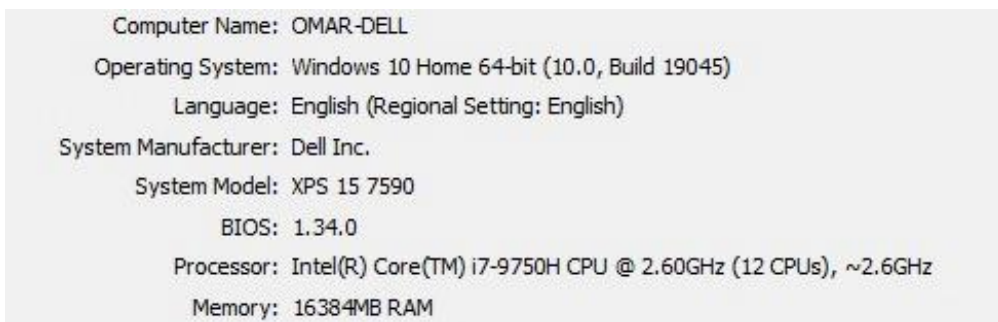 Computer Name: OMAR-DELL
Operating System: Windows 10 Home 64-bit (10.0, Build 19045)
Language: English (Regional Setting: English)
System Manufacturer: Dell Inc.
System Model: XPS 15 7590
BIOS: 1.34.0
Processor: Intel(R) Core(TM) i7-9750H CPU @ 2.60GHz (12 CPUs), ~2.6GHz
Memory: 16384MB RAM